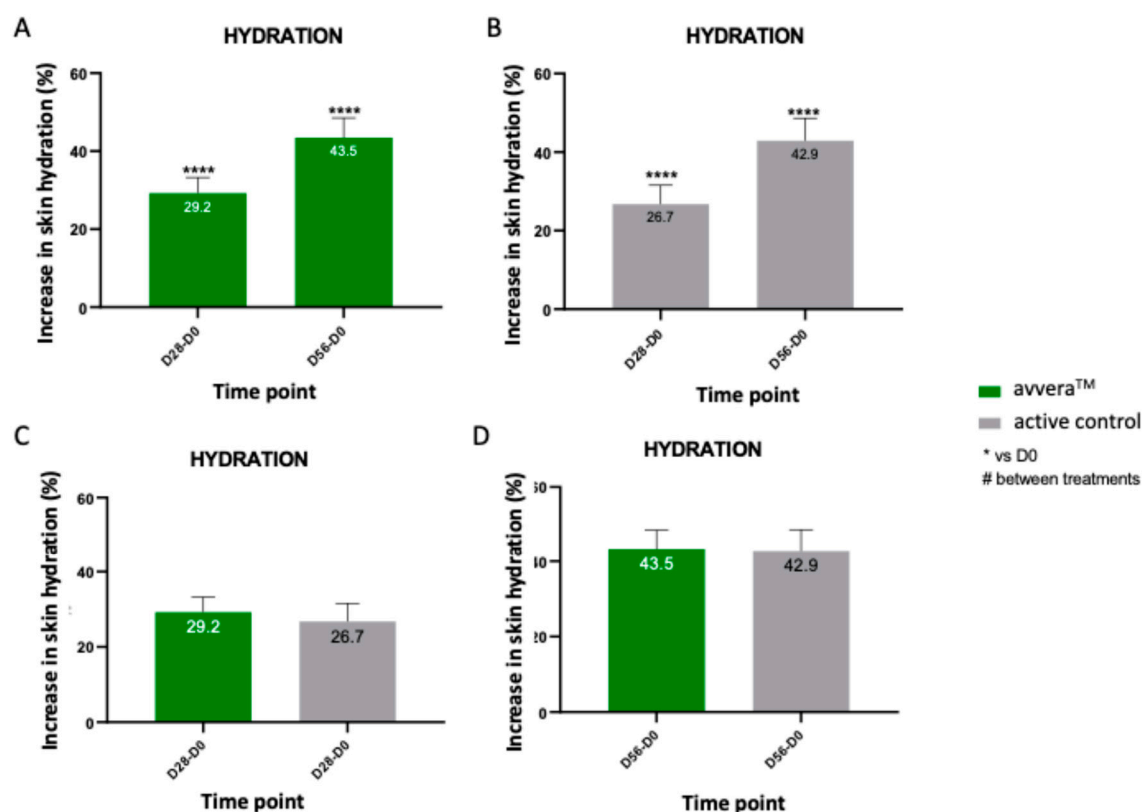 A
HYDRATION
Increase in skin hydration (%)
60
40
20
0
****
29.2
****
43.5
D28-D0
D56-D0
Time point
B
HYDRATION
Increase in skin hydration (%)
60
40
20
0
****
26.7
****
42.9
D28-D0
D56-D0
Time point
avvera™
active control
* vs D0
# between treatments
C
HYDRATION
Increase in skin hydration (%)
60
40
20
0
29.2
26.7
D28-D0
D28-D0
Time point
D
HYDRATION
Increase in skin hydration (%)
60
40
20
0
43.5
42.9
D56-D0
D56-D0
Time point